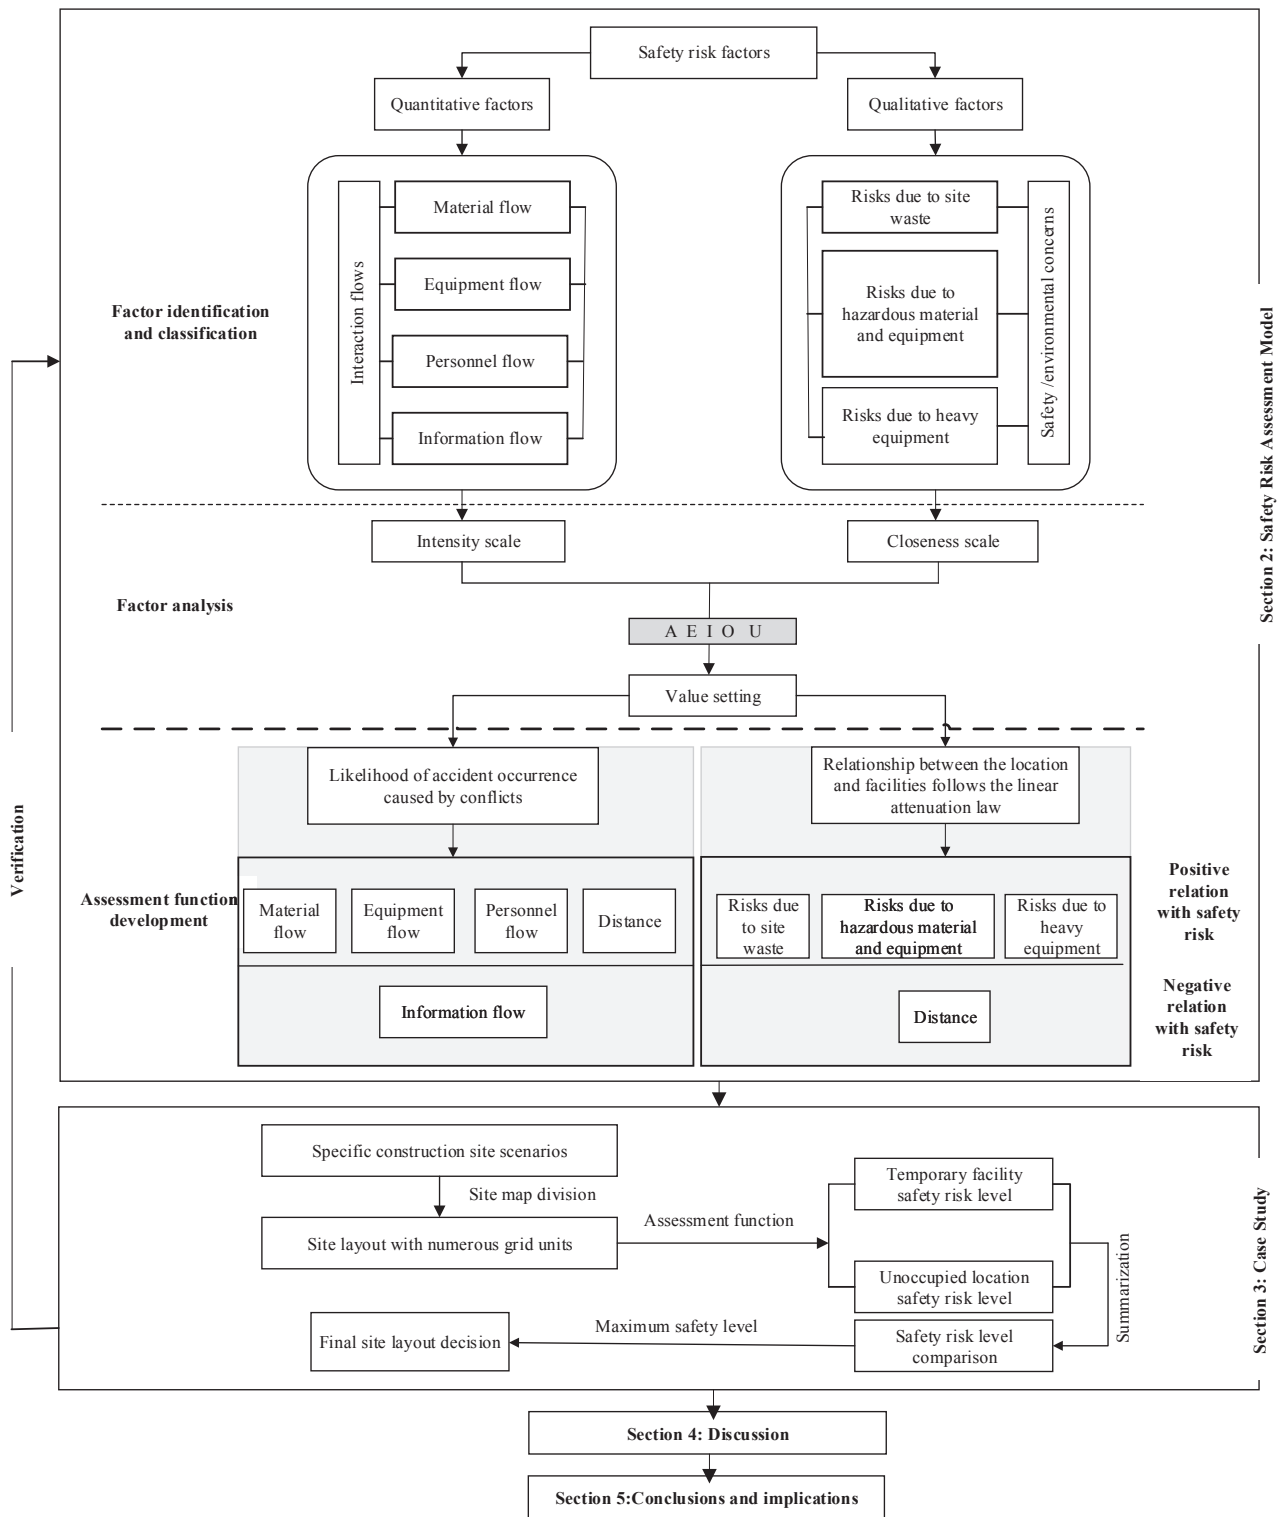 Safety risk factors
Quantitative factors
Qualitative factors
Interaction flows
Material flow
Equipment flow
Personnel flow
Information flow
Risks due to site
waste
Risks due to
hazardous material
and equipment
Risks due to heavy
equipment
Safety /environmental concerns
Factor identification
and classification
Section 2: Safety Risk Assessment Model
Intensity scale
Closeness scale
Factor analysis
A E I O U
Value setting
Likelihood of accident occurrence
caused by conflicts
Relationship between the location
and facilities follows the linear
attenuation law
Verification
Assessment function
development
Material
flow
Equipment
flow
Personnel
flow
Distance
Risks due
to site
waste
Risks due to
hazardous material
and equipment
Risks due to
heavy
equipment
Positive
relation
with safety
risk
Information flow
Distance
Negative
relation
with safety
risk
Specific construction site scenarios
Site map division
Site layout with numerous grid units
Assessment function
Temporary facility
safety risk level
Unoccupied location
safety risk level
Summarization
Safety risk level
comparison
Maximum safety level
Final site layout decision
Section 3: Case Study
Section 4: Discussion
Section 5:Conclusions and implications